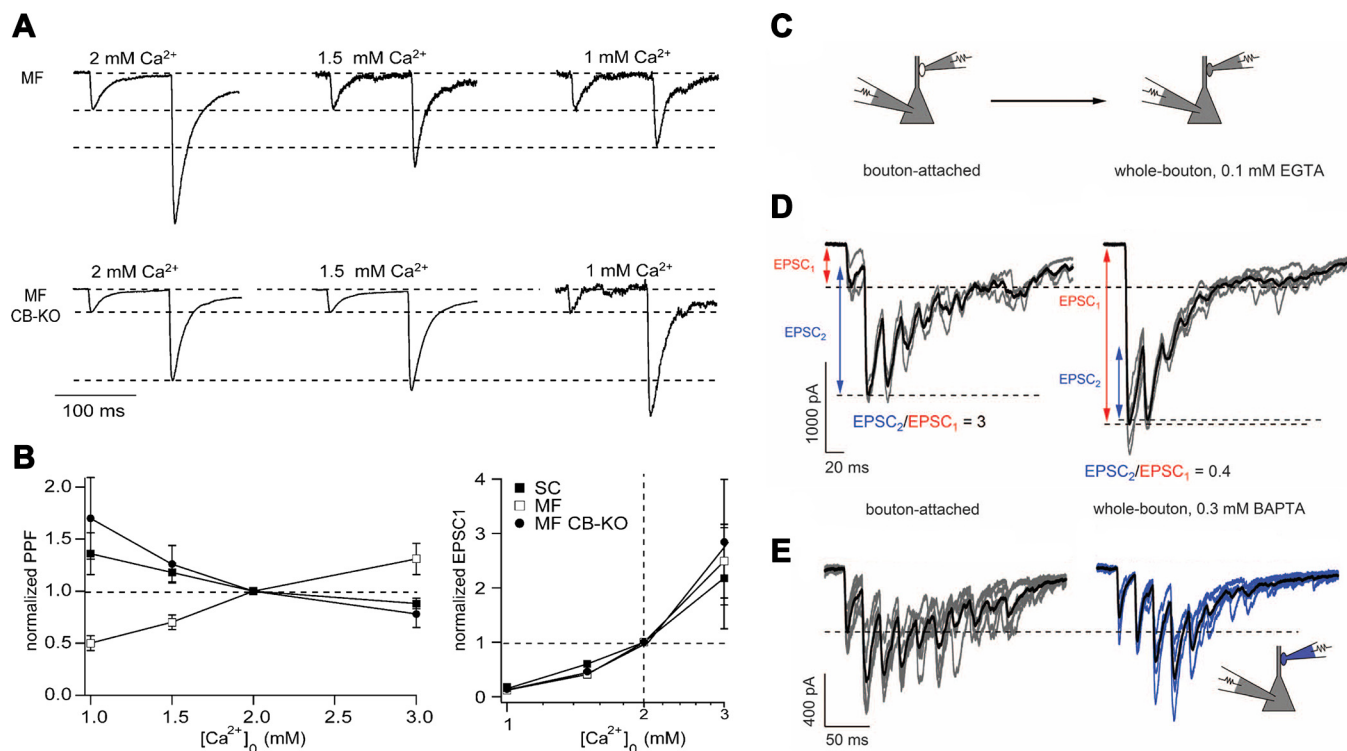 A
2 mM Ca²⁺
1.5 mM Ca²⁺
1 mM Ca²⁺
MF
2 mM Ca²⁺
1.5 mM Ca²⁺
1 mM Ca²⁺
MF
CB-KO
100 ms
B
normalized PPF
2.0
1.5
1.0
0.5
0.0
1.0
1.5
2.0
2.5
3.0
[Ca²⁺]₀ (mM)
normalized EPSC1
4
3
2
1
0
SC
MF
MF CB-KO
1
2
3
[Ca²⁺]₀ (mM)
C
bouton-attached
whole-bouton, 0.1 mM EGTA
D
EPSC₁
EPSC₂
1000 pA
20 ms
EPSC₂/EPSC₁ = 3
EPSC₁
EPSC₂
EPSC₂/EPSC₁ = 0.4
bouton-attached
whole-bouton, 0.3 mM BAPTA
E
400 pA
50 ms